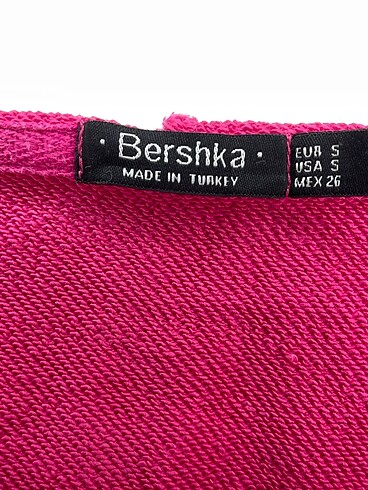 · Bershka ·
MADE IN TURKEY
EUR S
USA S
MEX 26